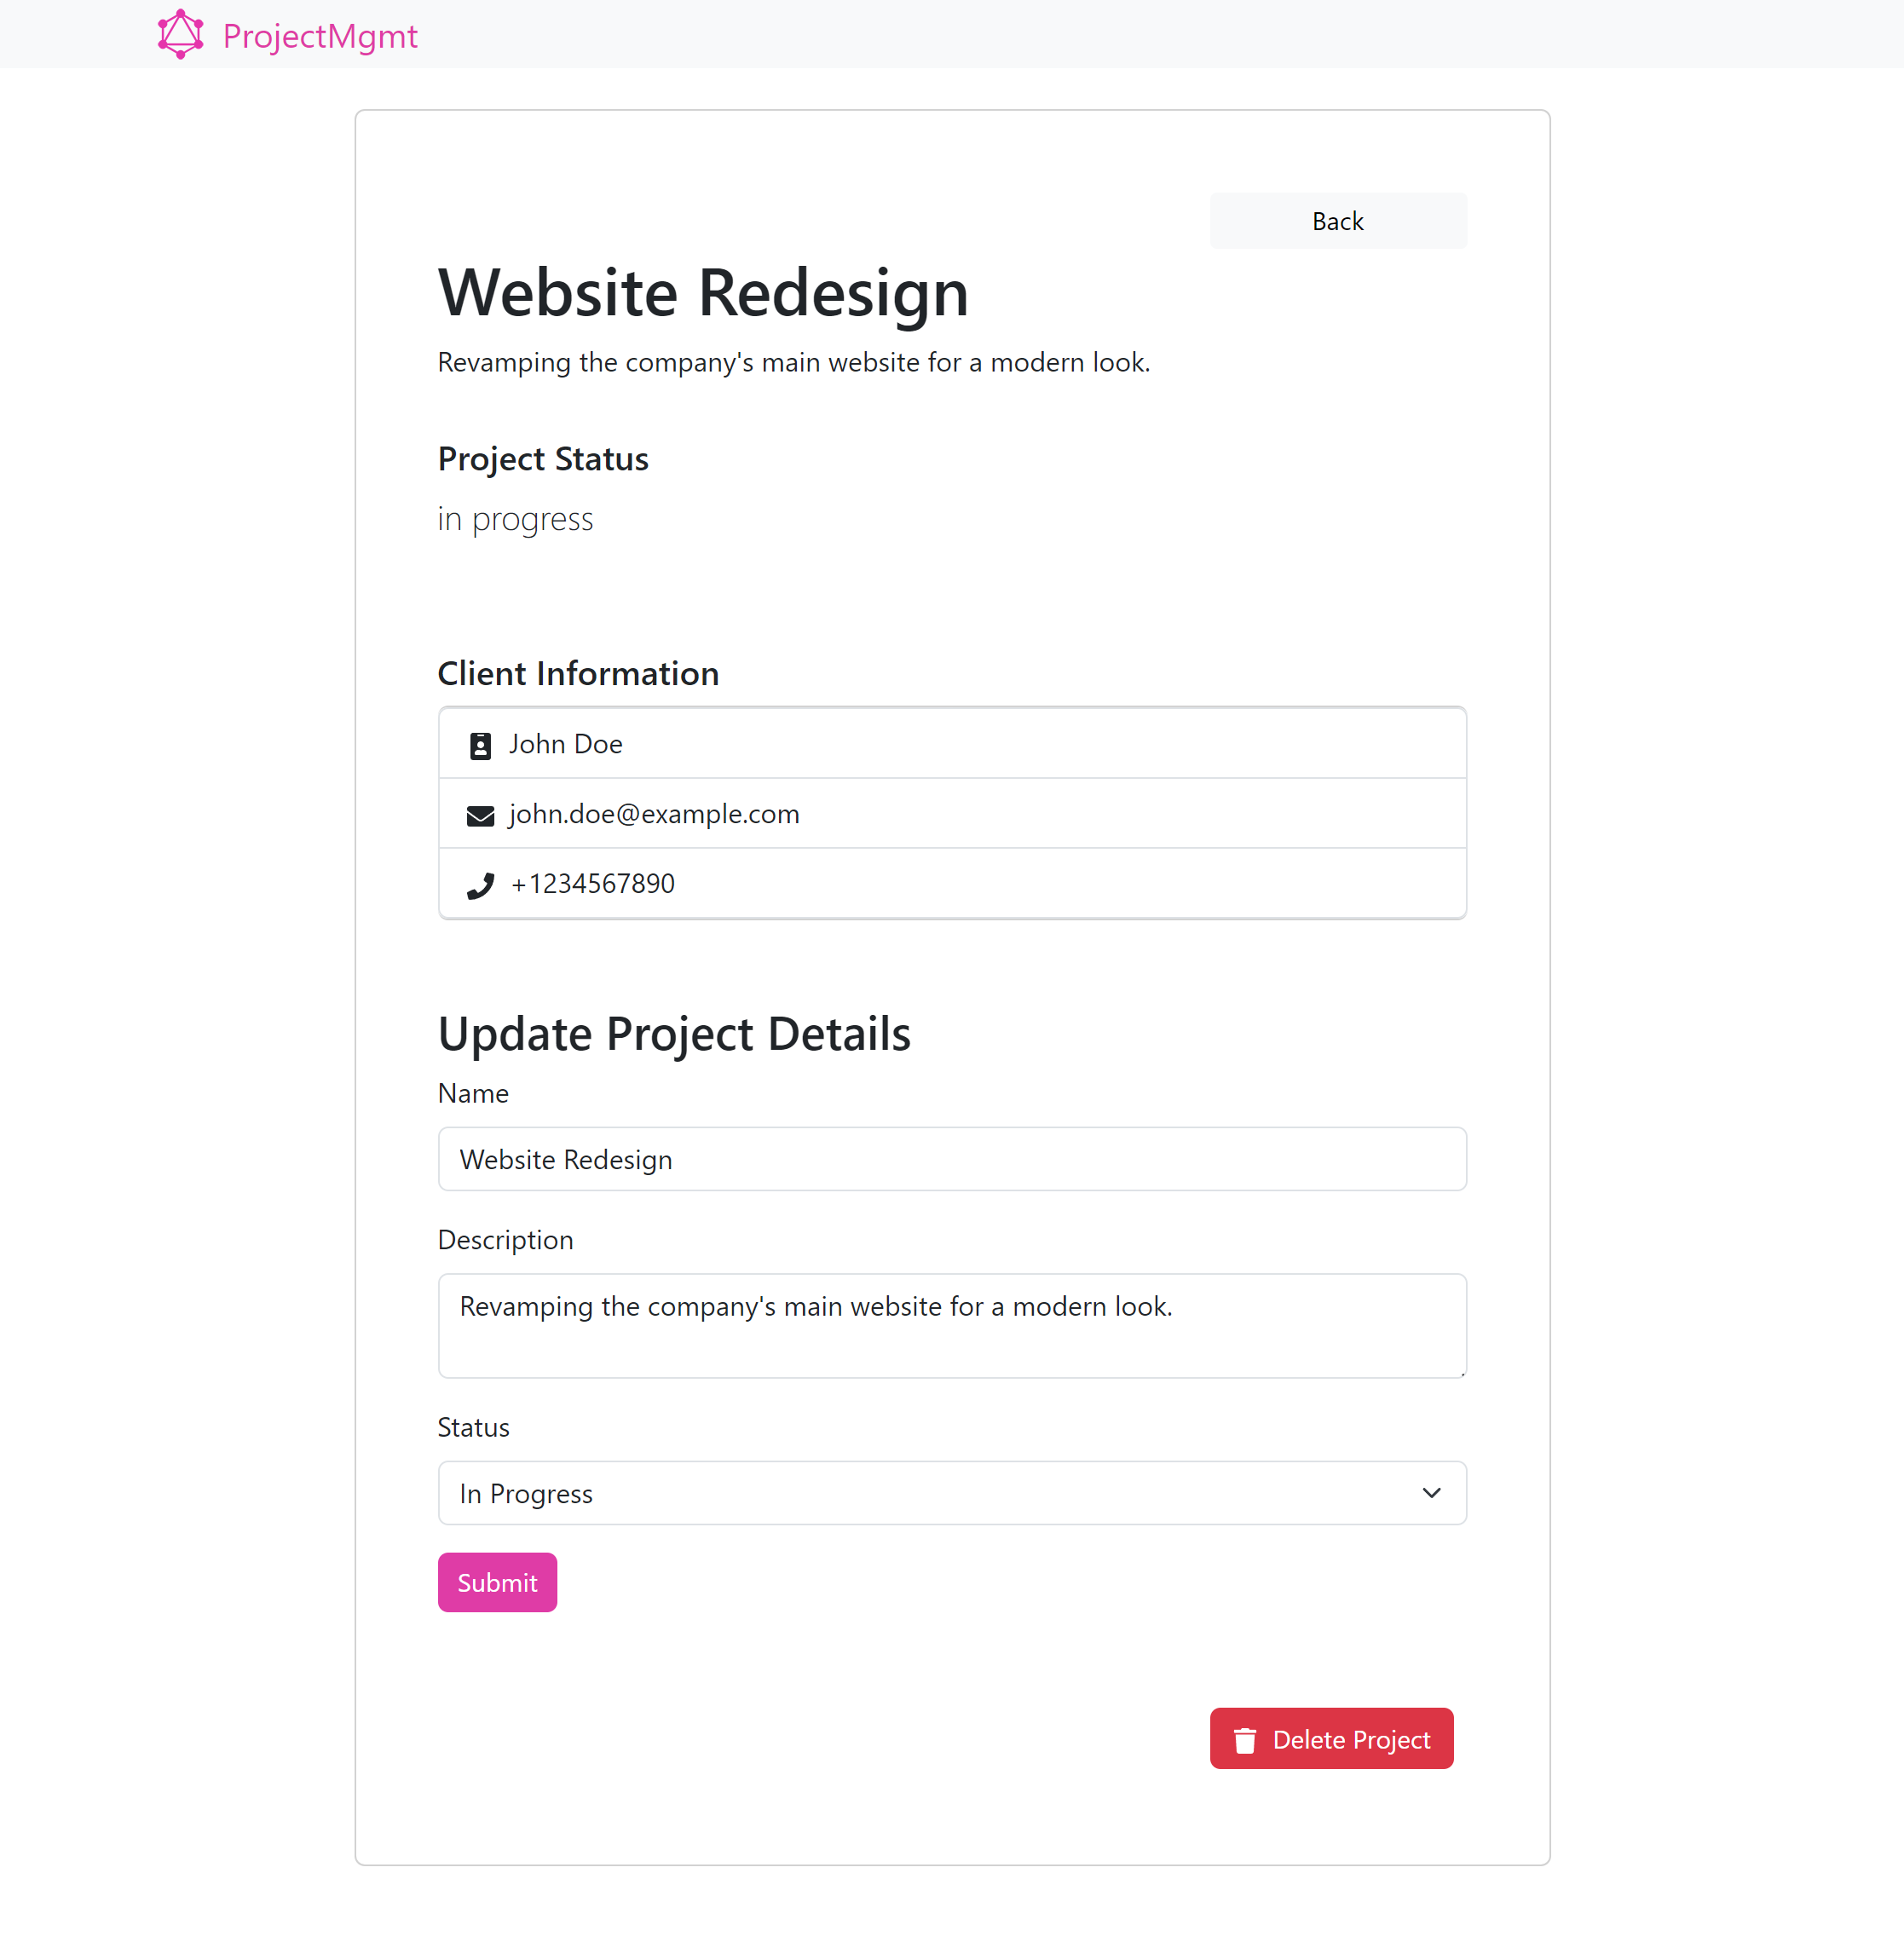 ProjectMgmt
Back
Website Redesign
Revamping the company's main website for a modern look.
Project Status
in progress
Client Information
John Doe
john.doe@example.com
+1234567890
Update Project Details
Name
Website Redesign
Description
Revamping the company's main website for a modern look.
Status
In Progress
Submit
Delete Project